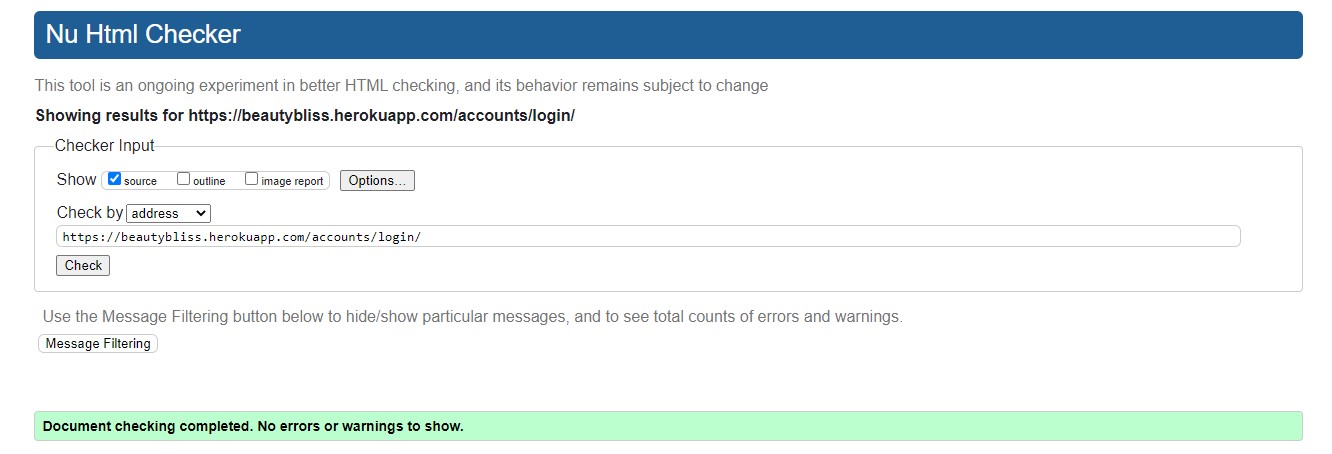 Nu Html Checker
This tool is an ongoing experiment in better HTML checking, and its behavior remains subject to change
Showing results for https://beautybliss.herokuapp.com/accounts/login/
Checker Input
Show source outline image report Options...
Check by address
https://beautybliss.herokuapp.com/accounts/login/
Check
Use the Message Filtering button below to hide/show particular messages, and to see total counts of errors and warnings.
Message Filtering
Document checking completed. No errors or warnings to show.